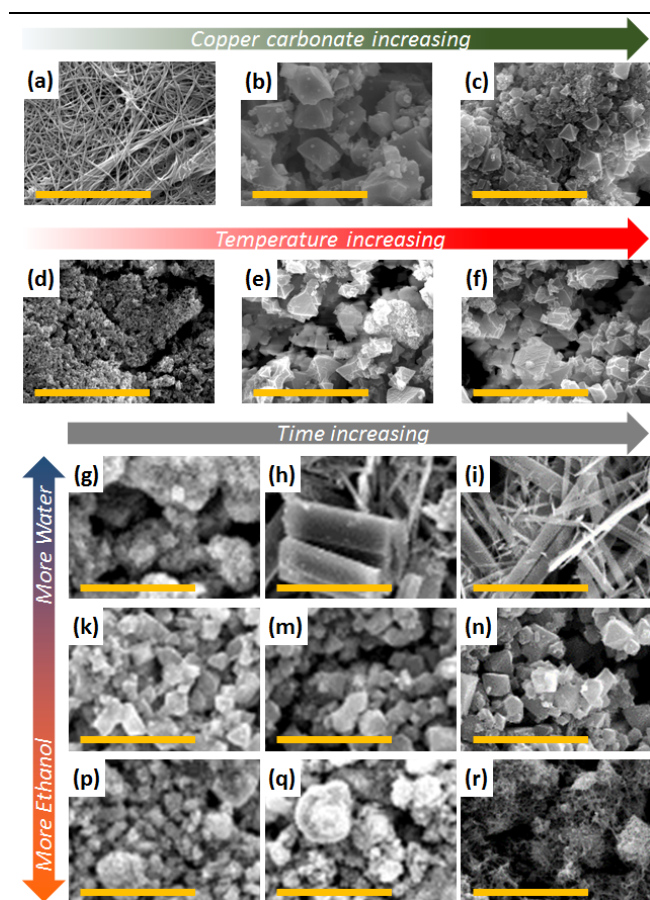 Copper carbonate increasing
(a)
(b)
(c)
Temperature increasing
(d)
(e)
(f)
Time increasing
More Water
More Ethanol
(g)
(h)
(i)
(k)
(m)
(n)
(p)
(q)
(r)